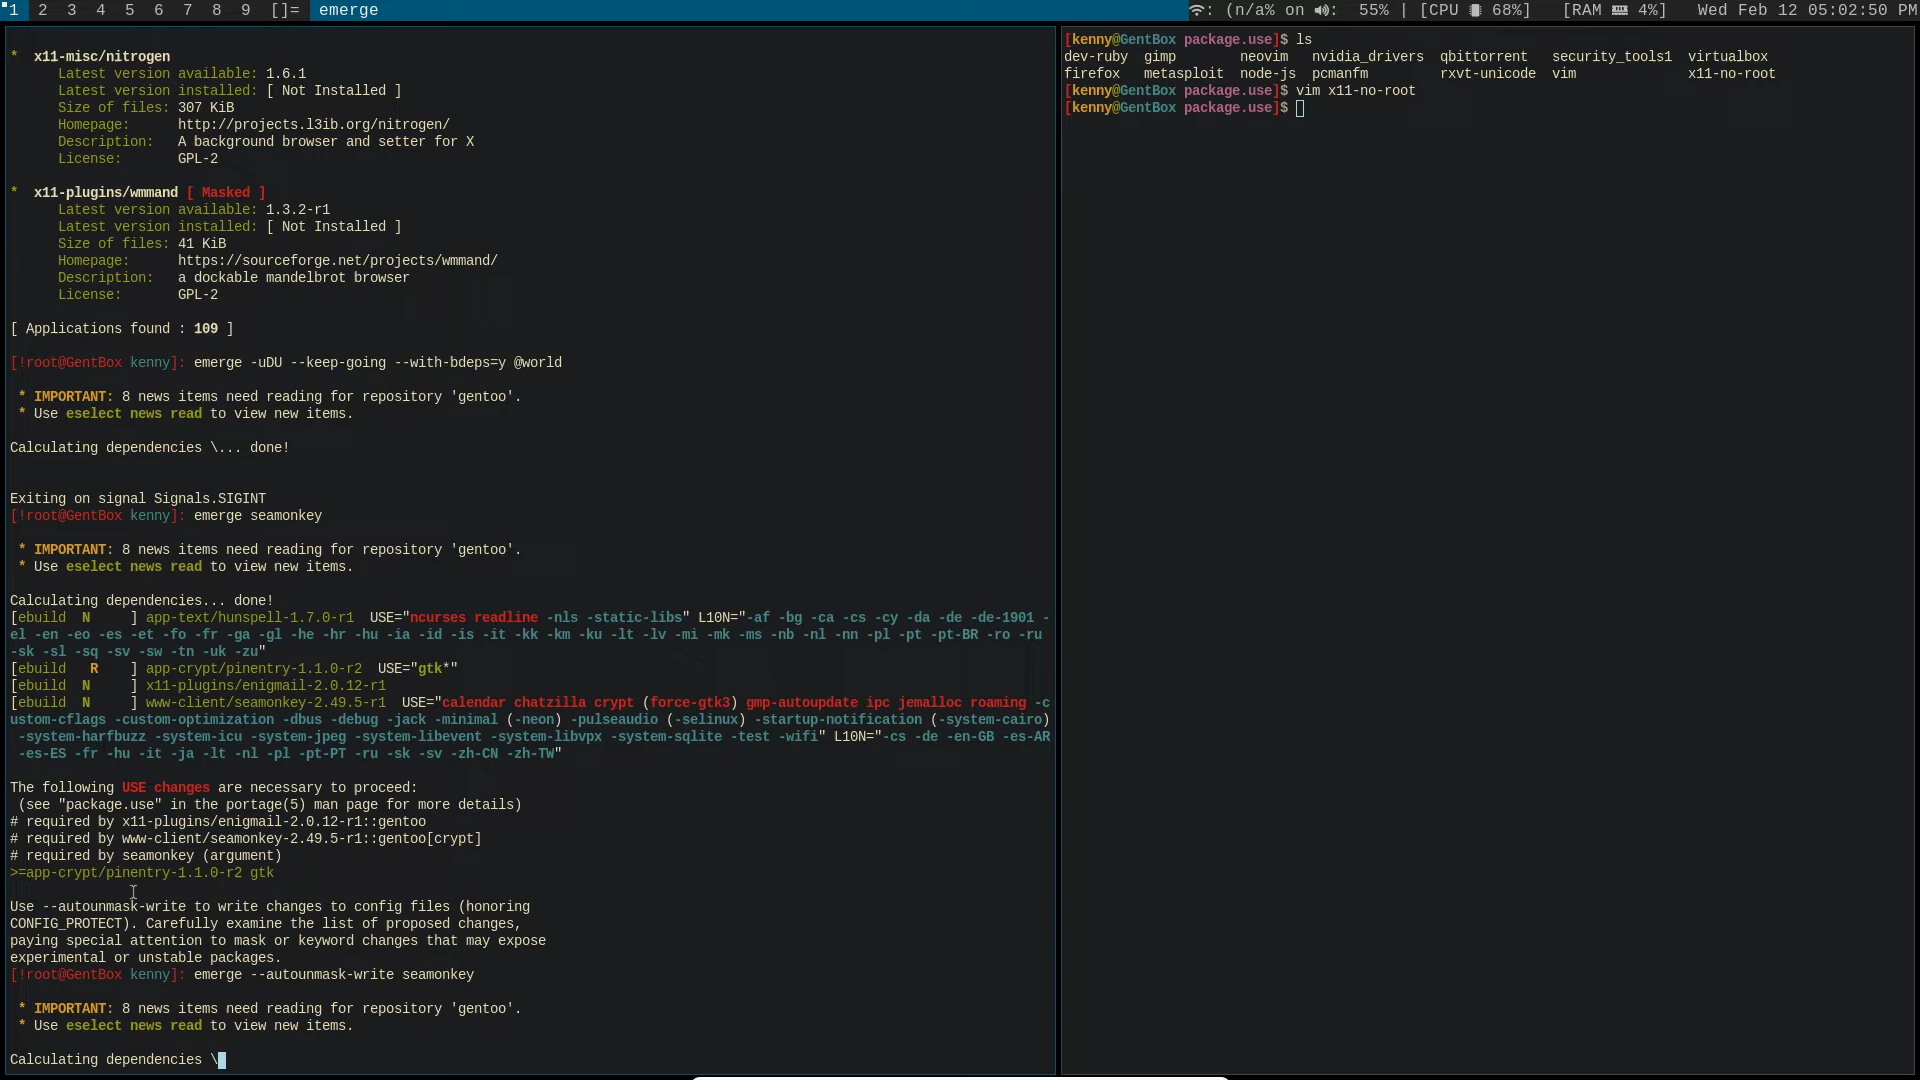 1 2 3 4 5 6 7 8 9 []= emerge : (n/a% on : 55% | [CPU 68%] [RAM 4%] Wed Feb 12 05:02:50 PM
* x11-misc/nitrogen
Latest version available: 1.6.1
Latest version installed: [ Not Installed ]
Size of files: 307 KiB
Homepage: http://projects.l3ib.org/nitrogen/
Description: A background browser and setter for X
License: GPL-2
* x11-plugins/wmmand [ Masked ]
Latest version available: 1.3.2-r1
Latest version installed: [ Not Installed ]
Size of files: 41 KiB
Homepage: https://sourceforge.net/projects/wmmand/
Description: a dockable mandelbrot browser
License: GPL-2
[ Applications found : 109 ]
[!root@GentBox kenny]: emerge -uDU --keep-going --with-bdeps=y @world
* IMPORTANT: 8 news items need reading for repository 'gentoo'.
* Use eselect news read to view new items.
Calculating dependencies \... done!
Exiting on signal Signals.SIGINT
[!root@GentBox kenny]: emerge seamonkey
* IMPORTANT: 8 news items need reading for repository 'gentoo'.
* Use eselect news read to view new items.
Calculating dependencies... done!
[ebuild N ] app-text/hunspell-1.7.0-r1 USE="ncurses readline -nls -static-libs" L10N="-af -bg -ca -cs -cy -da -de -de-1901 -
el -en -eo -es -et -fo -fr -ga -gl -he -hr -hu -ia -id -is -it -kk -km -ku -lt -lv -mi -mk -ms -nb -nl -nn -pl -pt -pt-BR -ro -ru
-sk -sl -sq -sv -sw -tn -uk -zu"
[ebuild R ] app-crypt/pinentry-1.1.0-r2 USE="gtk*"
[ebuild N ] x11-plugins/enigmail-2.0.12-r1
[ebuild N ] www-client/seamonkey-2.49.5-r1 USE="calendar chatzilla crypt (force-gtk3) gmp-autoupdate ipc jemalloc roaming -c
ustom-cflags -custom-optimization -dbus -debug -jack -minimal (-neon) -pulseaudio (-selinux) -startup-notification (-system-cairo)
-system-harfbuzz -system-icu -system-jpeg -system-libevent -system-libvpx -system-sqlite -test -wifi" L10N="-cs -de -en-GB -es-AR
-es-ES -fr -hu -it -ja -lt -nl -pl -pt-PT -ru -sk -sv -zh-CN -zh-TW"
The following USE changes are necessary to proceed:
(see "package.use" in the portage(5) man page for more details)
# required by x11-plugins/enigmail-2.0.12-r1::gentoo
# required by www-client/seamonkey-2.49.5-r1::gentoo[crypt]
# required by seamonkey (argument)
>=app-crypt/pinentry-1.1.0-r2 gtk
Use --autounmask-write to write changes to config files (honoring
CONFIG_PROTECT). Carefully examine the list of proposed changes,
paying special attention to mask or keyword changes that may expose
experimental or unstable packages.
[!root@GentBox kenny]: emerge --autounmask-write seamonkey
* IMPORTANT: 8 news items need reading for repository 'gentoo'.
* Use eselect news read to view new items.
Calculating dependencies \
[kenny@GentBox package.use]$ ls
dev-ruby gimp neovim nvidia_drivers qbittorrent security_tools1 virtualbox
firefox metasploit node-js pcmanfm rxvt-unicode vim x11-no-root
[kenny@GentBox package.use]$ vim x11-no-root
[kenny@GentBox package.use]$